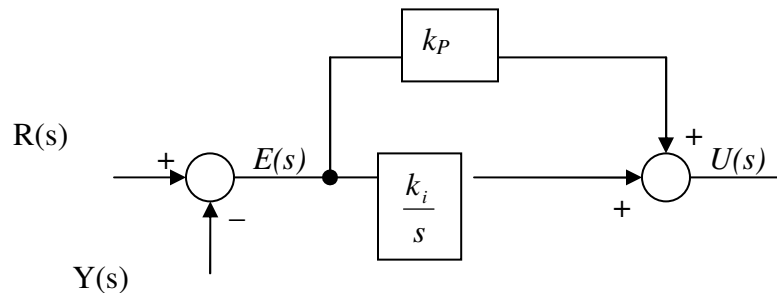 k_P
R(s)
+
E(s)
k_i
s
+
+
U(s)
–
Y(s)